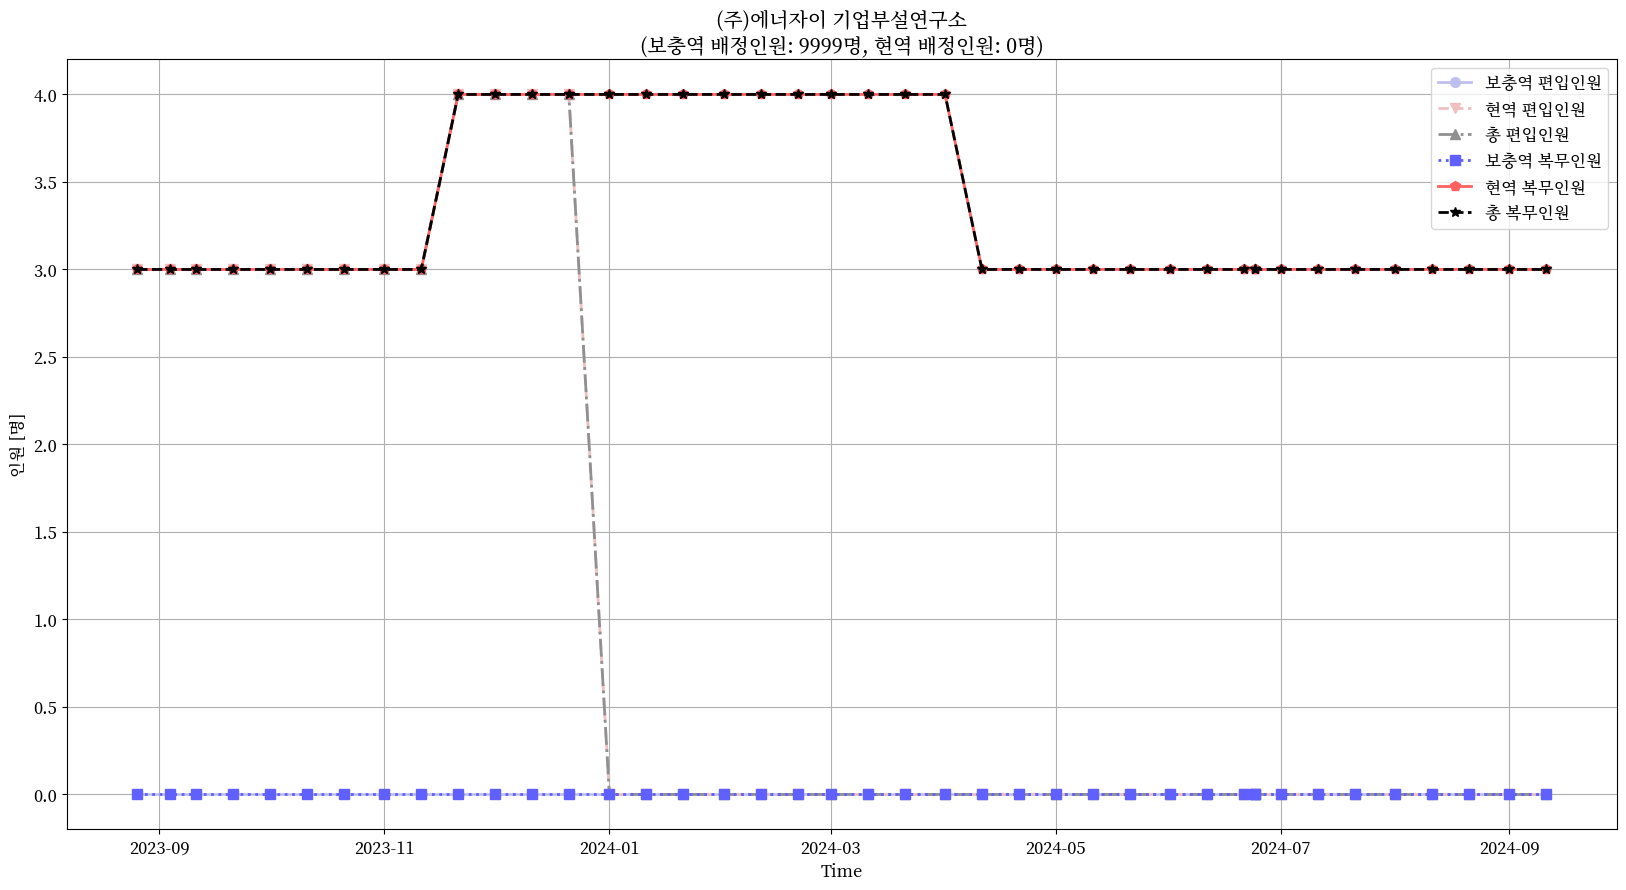 (주)에너자이 기업부설연구소
(보충역 배정인원: 9999명, 현역 배정인원: 0명)
보충역 편입인원
현역 편입인원
총 편입인원
보충역 복무인원
현역 복무인원
총 복무인원
인원 [명]
4.0
3.5
3.0
2.5
2.0
1.5
1.0
0.5
0.0
2023-09
2023-11
2024-01
2024-03
2024-05
2024-07
2024-09
Time